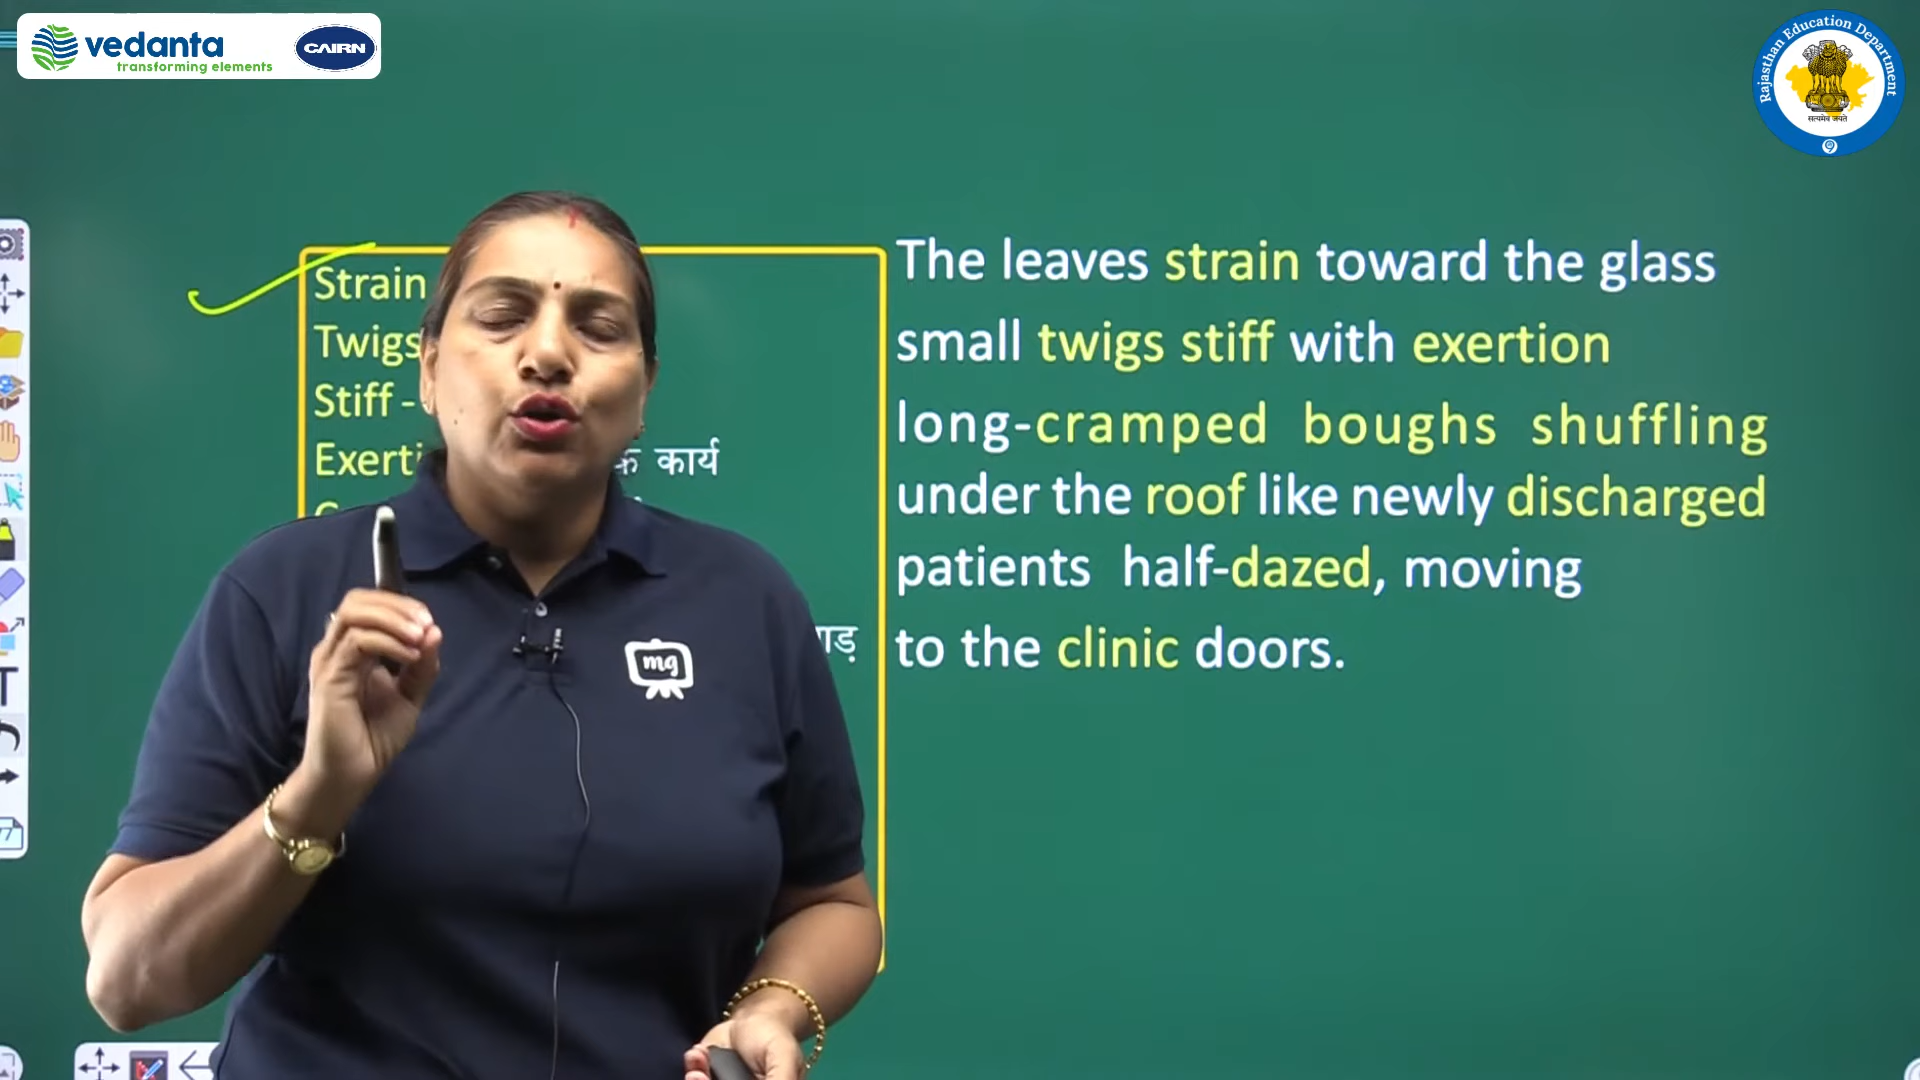 vedanta
transforming elements
CAIRN
Rajasthan Education Department
सत्यमेव जयते
Strain
Twigs
Stiff -
कार्य
The leaves strain toward the glass
small twigs stiff with exertion
long-cramped boughs shuffling
under the roof like newly discharged
patients half-dazed, moving
to the clinic doors.
mg